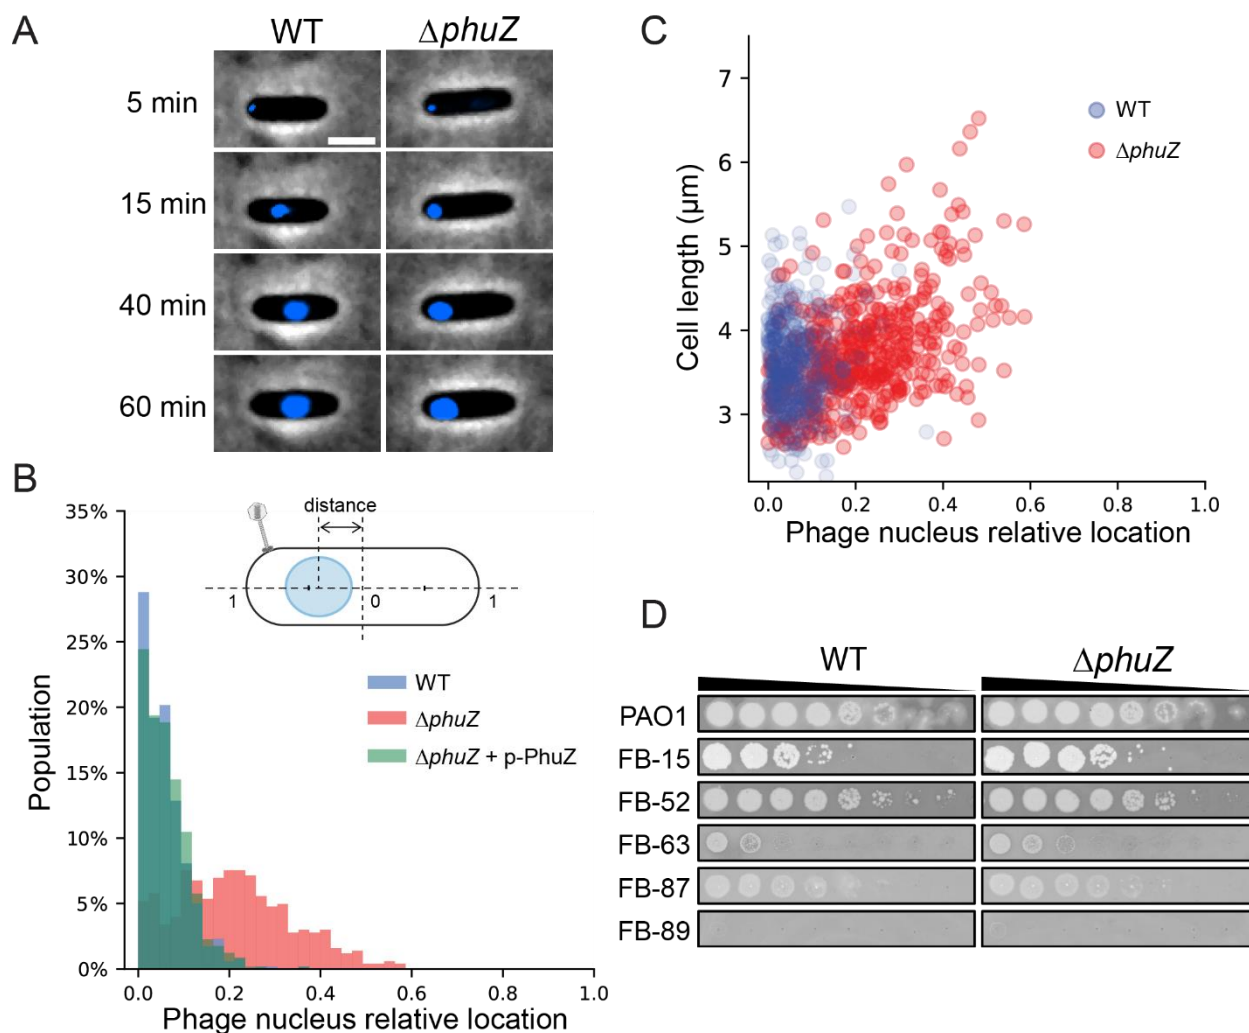 A
WT
ΔphuZ
5 min
15 min
40 min
60 min
B
35%
30%
25%
20%
15%
10%
5%
0%
Population
distance
1
0
1
WT
ΔphuZ
ΔphuZ + p-PhuZ
0.0
0.2
0.4
0.6
0.8
1.0
Phage nucleus relative location
C
7
6
5
4
3
Cell length (µm)
WT
ΔphuZ
0.0
0.2
0.4
0.6
0.8
1.0
Phage nucleus relative location
D
WT
ΔphuZ
PAO1
FB-15
FB-52
FB-63
FB-87
FB-89